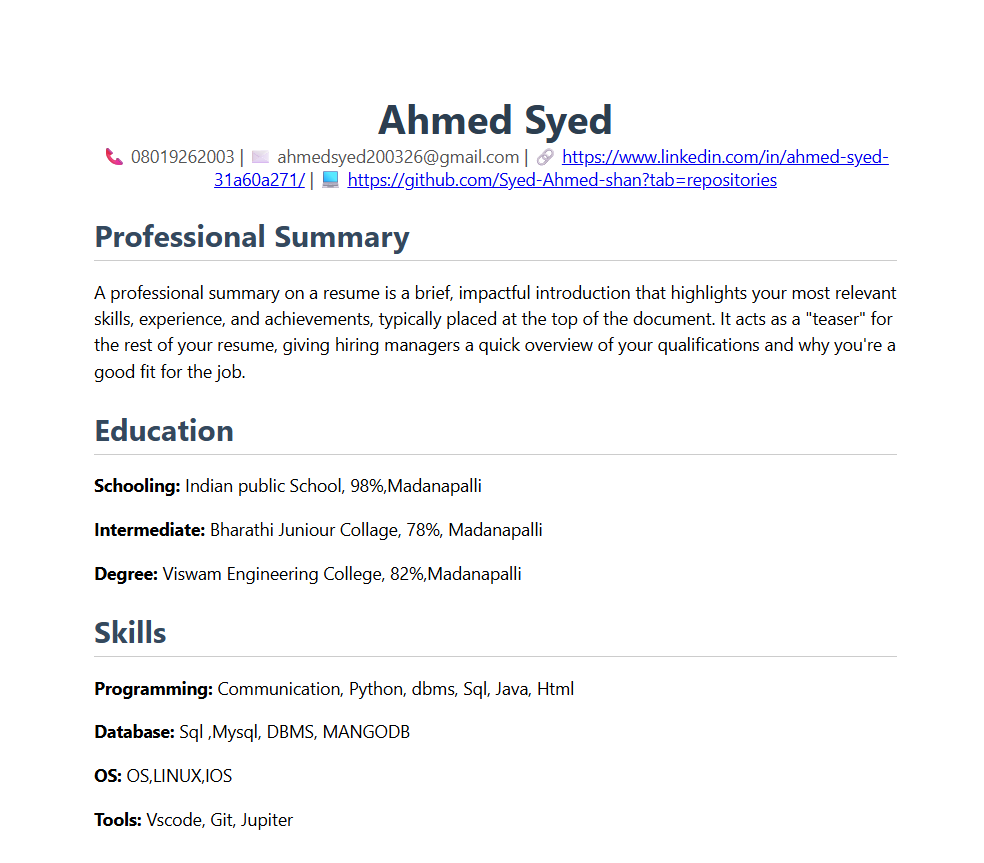 Ahmed Syed
📞 08019262003 | ✉️ ahmedsyed200326@gmail.com | 🔗 https://www.linkedin.com/in/ahmed-syed-
31a60a271/ | 💻 https://github.com/Syed-Ahmed-shan?tab=repositories
Professional Summary
A professional summary on a resume is a brief, impactful introduction that highlights your most relevant
skills, experience, and achievements, typically placed at the top of the document. It acts as a "teaser" for
the rest of your resume, giving hiring managers a quick overview of your qualifications and why you're a
good fit for the job.
Education
Schooling: Indian public School, 98%,Madanapalli
Intermediate: Bharathi Juniour Collage, 78%, Madanapalli
Degree: Viswam Engineering College, 82%,Madanapalli
Skills
Programming: Communication, Python, dbms, Sql, Java, Html
Database: Sql ,Mysql, DBMS, MANGODB
OS: OS,LINUX,IOS
Tools: Vscode, Git, Jupiter